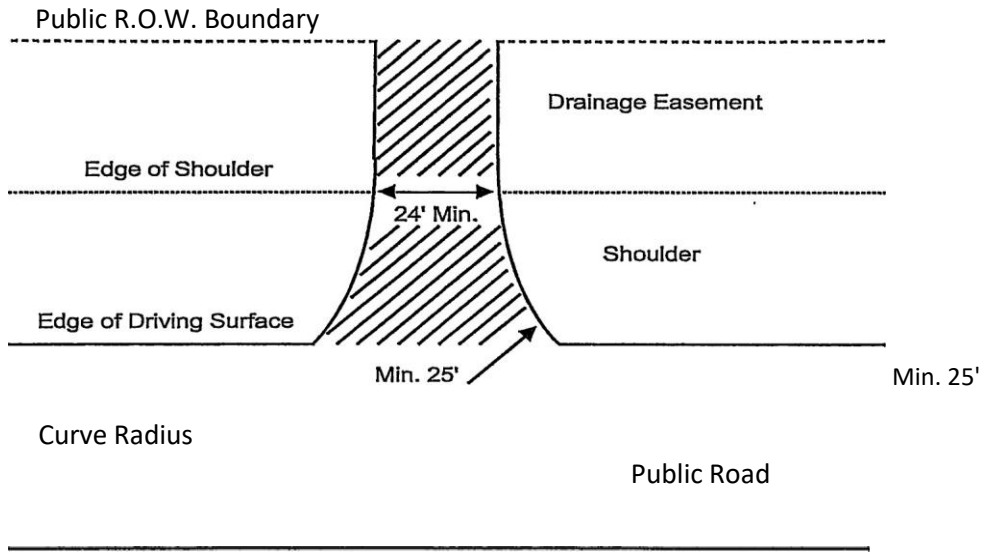 Public R.O.W. Boundary
Drainage Easement
Edge of Shoulder
24' Min.
Shoulder
Edge of Driving Surface
Min. 25'
Min. 25'
Curve Radius
Public Road